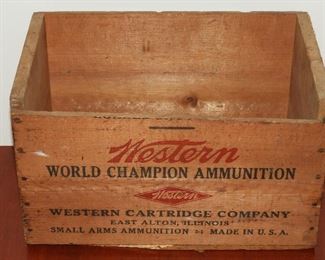 Western
WORLD CHAMPION AMMUNITION
Western
WESTERN CARTRIDGE COMPANY
EAST ALTON, ILLINOIS
SMALL ARMS AMMUNITION MADE IN U.S.A.